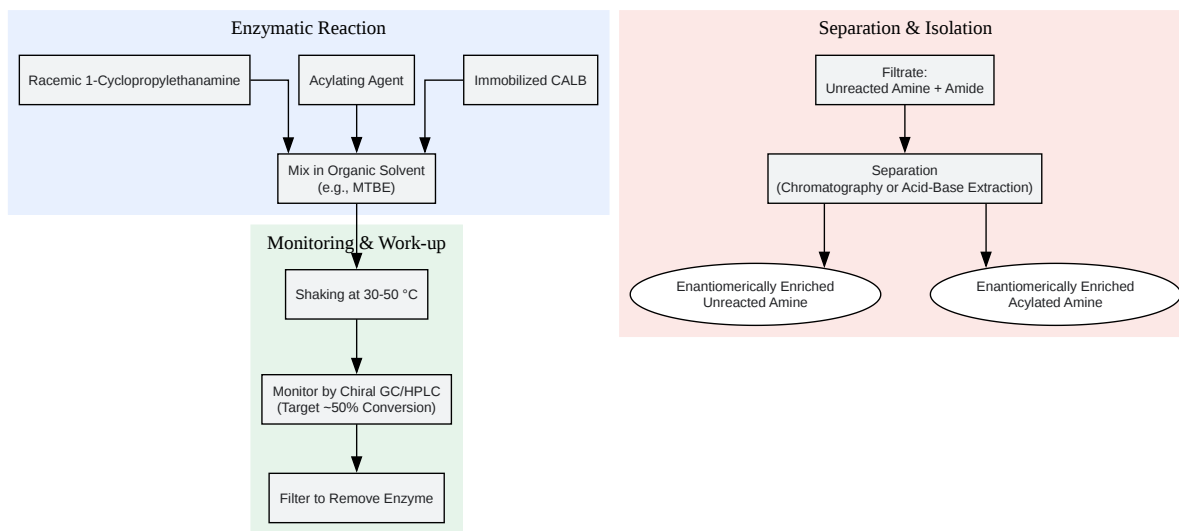 Enzymatic Reaction
Racemic 1-Cyclopropylethanamine
Acylating Agent
Immobilized CALB
Mix in Organic Solvent
(e.g., MTBE)
Monitoring & Work-up
Shaking at 30-50 °C
Monitor by Chiral GC/HPLC
(Target ~50% Conversion)
Filter to Remove Enzyme
Separation & Isolation
Filtrate:
Unreacted Amine + Amide
Separation
(Chromatography or Acid-Base Extraction)
Enantiomerically Enriched
Unreacted Amine
Enantiomerically Enriched
Acylated Amine